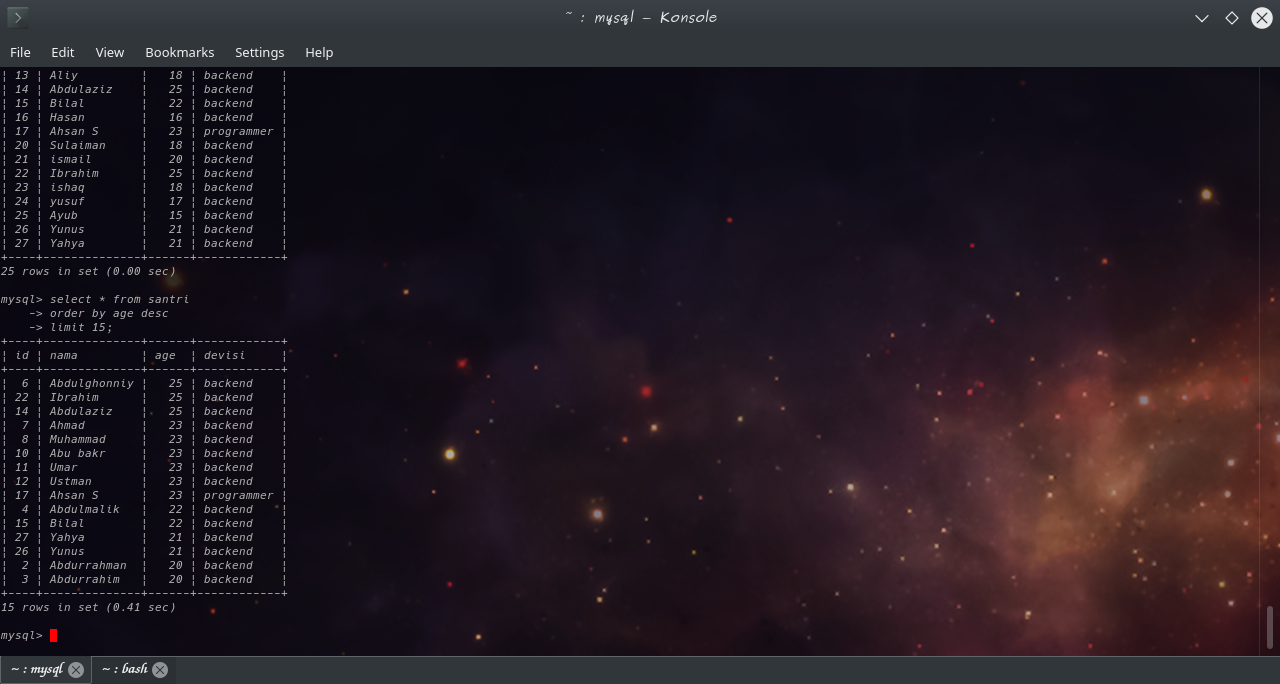 ~ : mysql — Konsole
File Edit View Bookmarks Settings Help
| 13 | Aliy         |   18 | backend    |
| 14 | Abdulaziz    |   25 | backend    |
| 15 | Bilal        |   22 | backend    |
| 16 | Hasan        |   16 | backend    |
| 17 | Ahsan S      |   23 | programmer |
| 20 | Sulaiman     |   18 | backend    |
| 21 | ismail       |   20 | backend    |
| 22 | Ibrahim      |   25 | backend    |
| 23 | ishaq        |   18 | backend    |
| 24 | yusuf        |   17 | backend    |
| 25 | Ayub         |   15 | backend    |
| 26 | Yunus        |   21 | backend    |
| 27 | Yahya        |   21 | backend    |
+----+--------------+------+------------+
25 rows in set (0.00 sec)
mysql> select * from santri
    -> order by age desc
    -> limit 15;
+----+--------------+------+------------+
| id | nama         | age  | devisi     |
+----+--------------+------+------------+
|  6 | Abdulghonniy |   25 | backend    |
| 22 | Ibrahim      |   25 | backend    |
| 14 | Abdulaziz    |   25 | backend    |
|  7 | Ahmad        |   23 | backend    |
|  8 | Muhammad     |   23 | backend    |
| 10 | Abu bakr     |   23 | backend    |
| 11 | Umar         |   23 | backend    |
| 12 | Ustman       |   23 | backend    |
| 17 | Ahsan S      |   23 | programmer |
|  4 | Abdulmalik   |   22 | backend    |
| 15 | Bilal        |   22 | backend    |
| 27 | Yahya        |   21 | backend    |
| 26 | Yunus        |   21 | backend    |
|  2 | Abdurrahman  |   20 | backend    |
|  3 | Abdurrahim   |   20 | backend    |
+----+--------------+------+------------+
15 rows in set (0.41 sec)
mysql>
~ : mysql ~ : bash